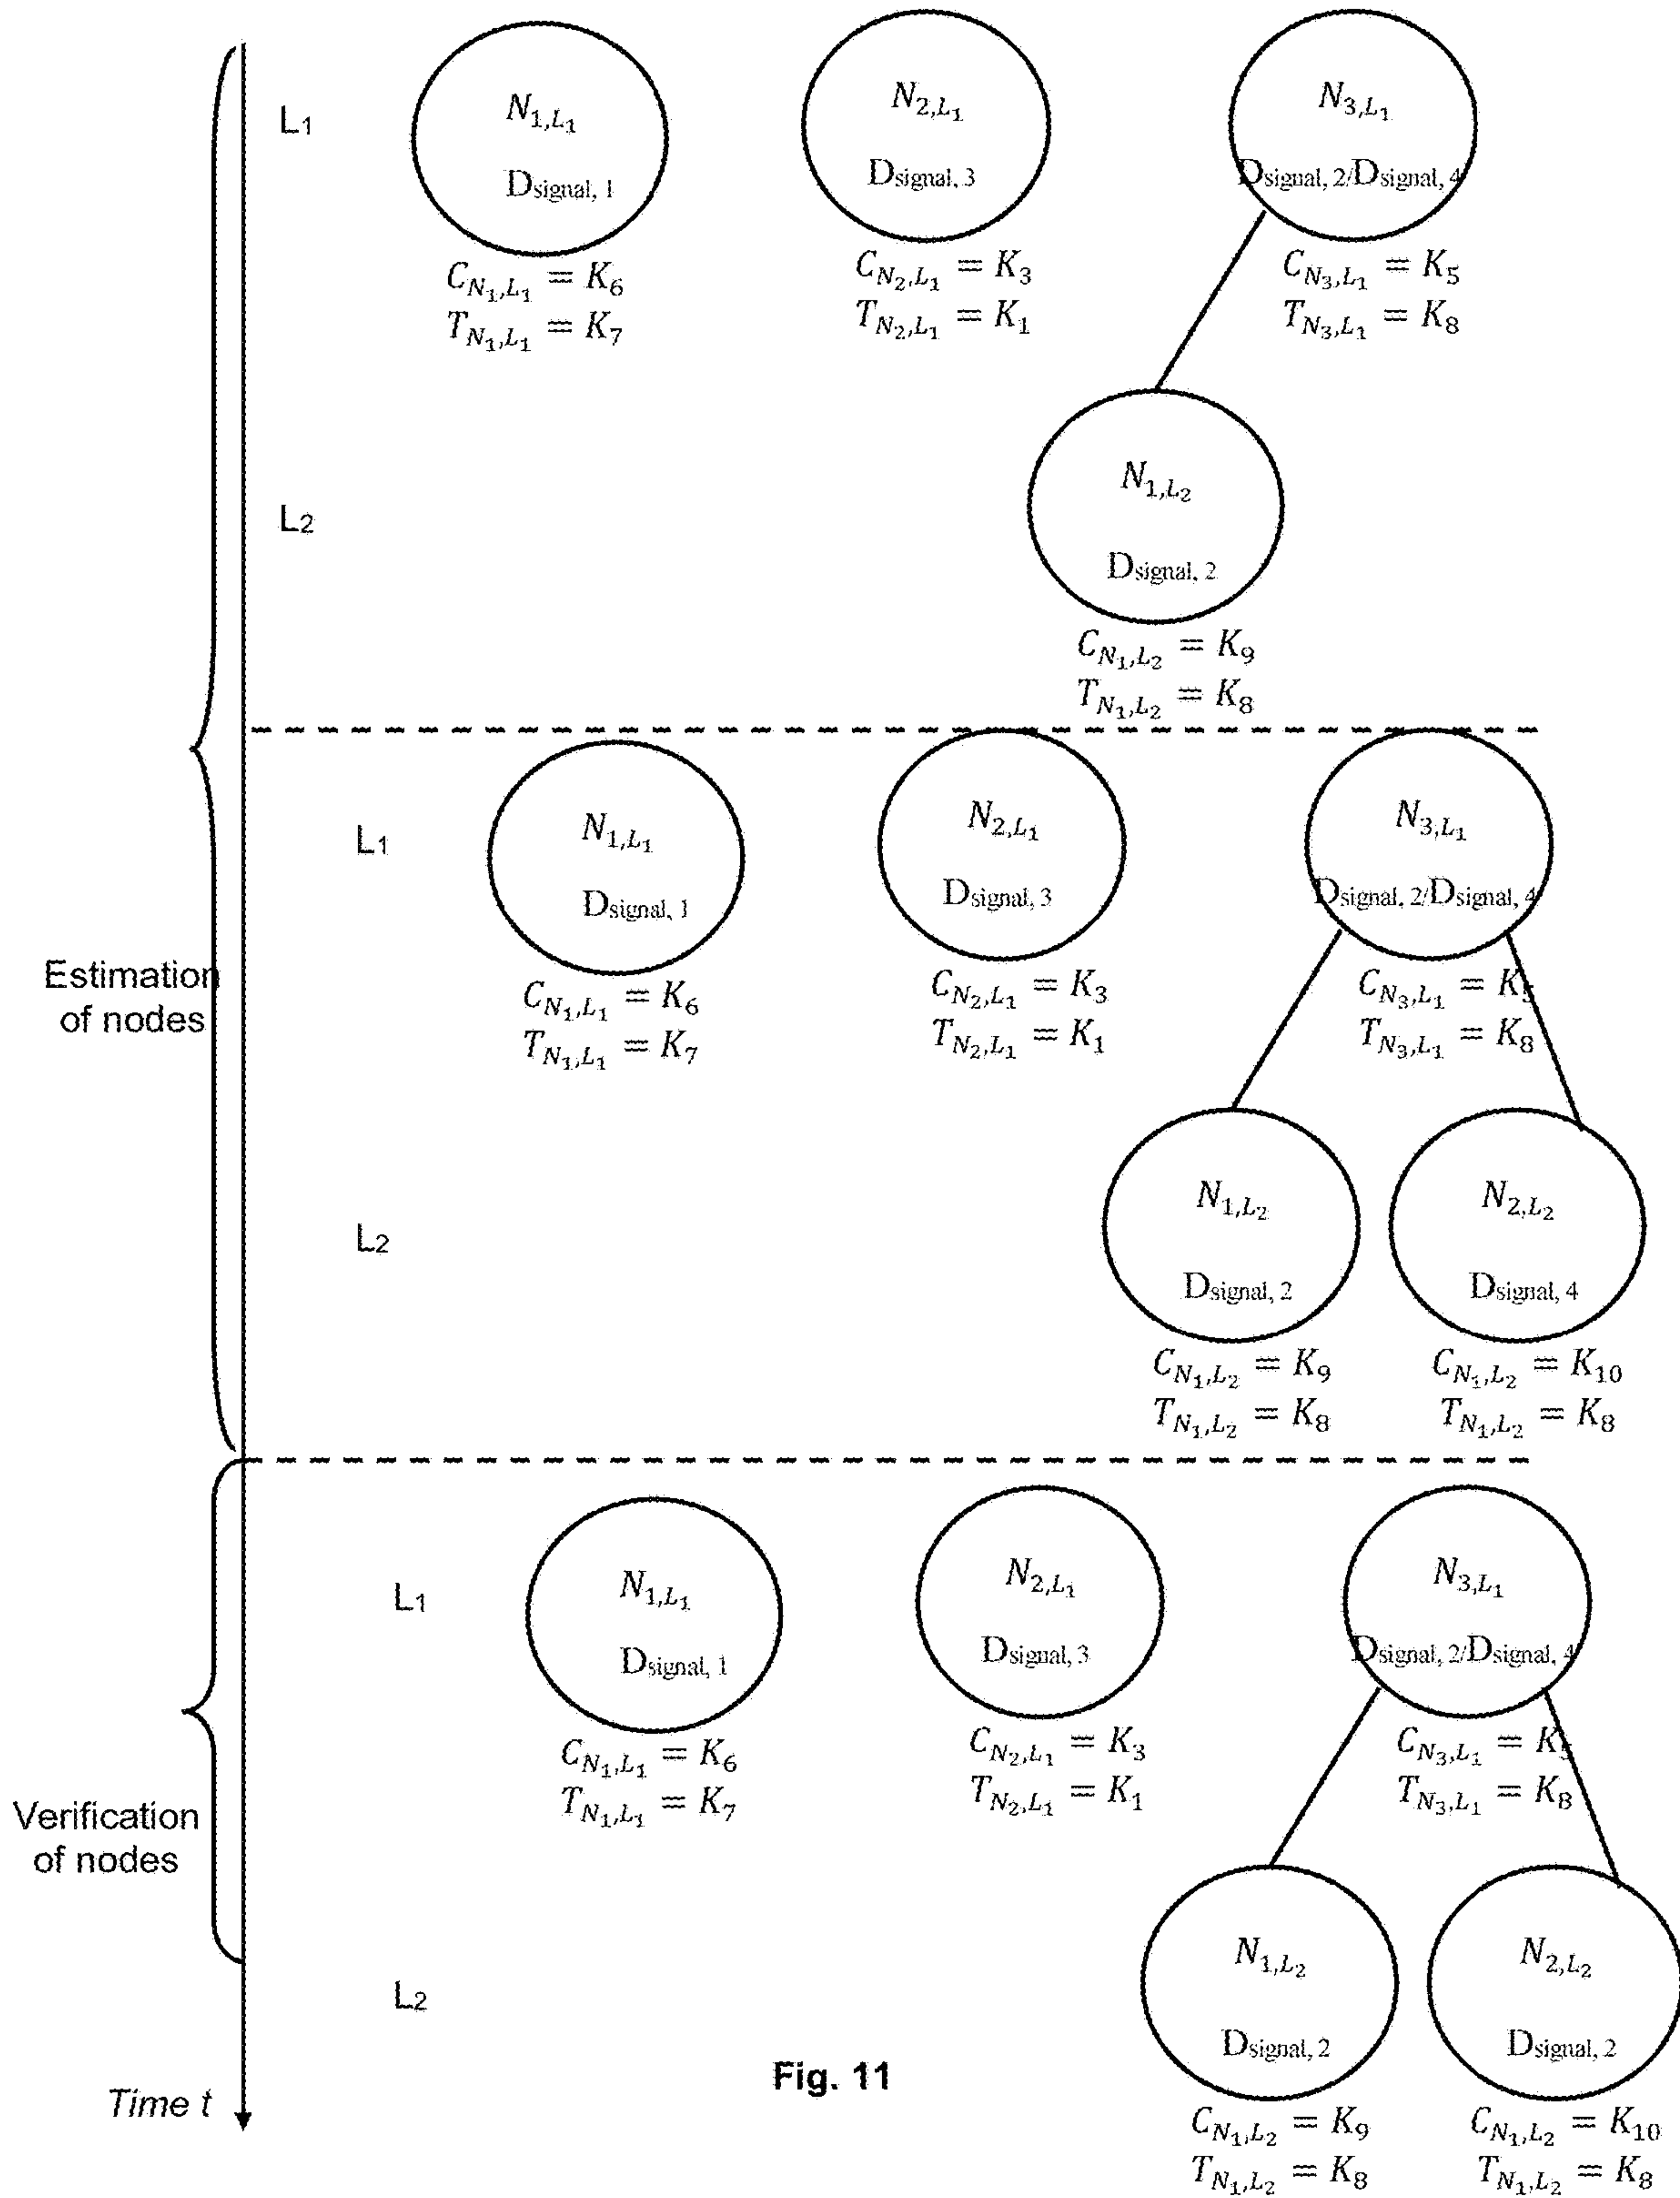 L1
N1,L1
Dsignal, 1
CN1,L1 = K6
TN1,L1 = K7
N2,L1
Dsignal, 3
CN2,L1 = K3
TN2,L1 = K1
N3,L1
Dsignal, 2/Dsignal, 4
CN3,L1 = K5
TN3,L1 = K8
L2
N1,L2
Dsignal, 2
CN1,L2 = K9
TN1,L2 = K8
Estimation
of nodes
L1
N1,L1
Dsignal, 1
CN1,L1 = K6
TN1,L1 = K7
N2,L1
Dsignal, 3
CN2,L1 = K3
TN2,L1 = K1
N3,L1
Dsignal, 2/Dsignal, 4
CN3,L1 = K5
TN3,L1 = K8
L2
N1,L2
Dsignal, 2
CN1,L2 = K9
TN1,L2 = K8
N2,L2
Dsignal, 4
CN1,L2 = K10
TN1,L2 = K8
Verification
of nodes
L1
N1,L1
Dsignal, 1
CN1,L1 = K6
TN1,L1 = K7
N2,L1
Dsignal, 3
CN2,L1 = K3
TN2,L1 = K1
N3,L1
Dsignal, 2/Dsignal, 4
CN3,L1 = K5
TN3,L1 = K8
L2
N1,L2
Dsignal, 2
CN1,L2 = K9
TN1,L2 = K8
N2,L2
Dsignal, 2
CN1,L2 = K10
TN1,L2 = K8
Time t
Fig. 11